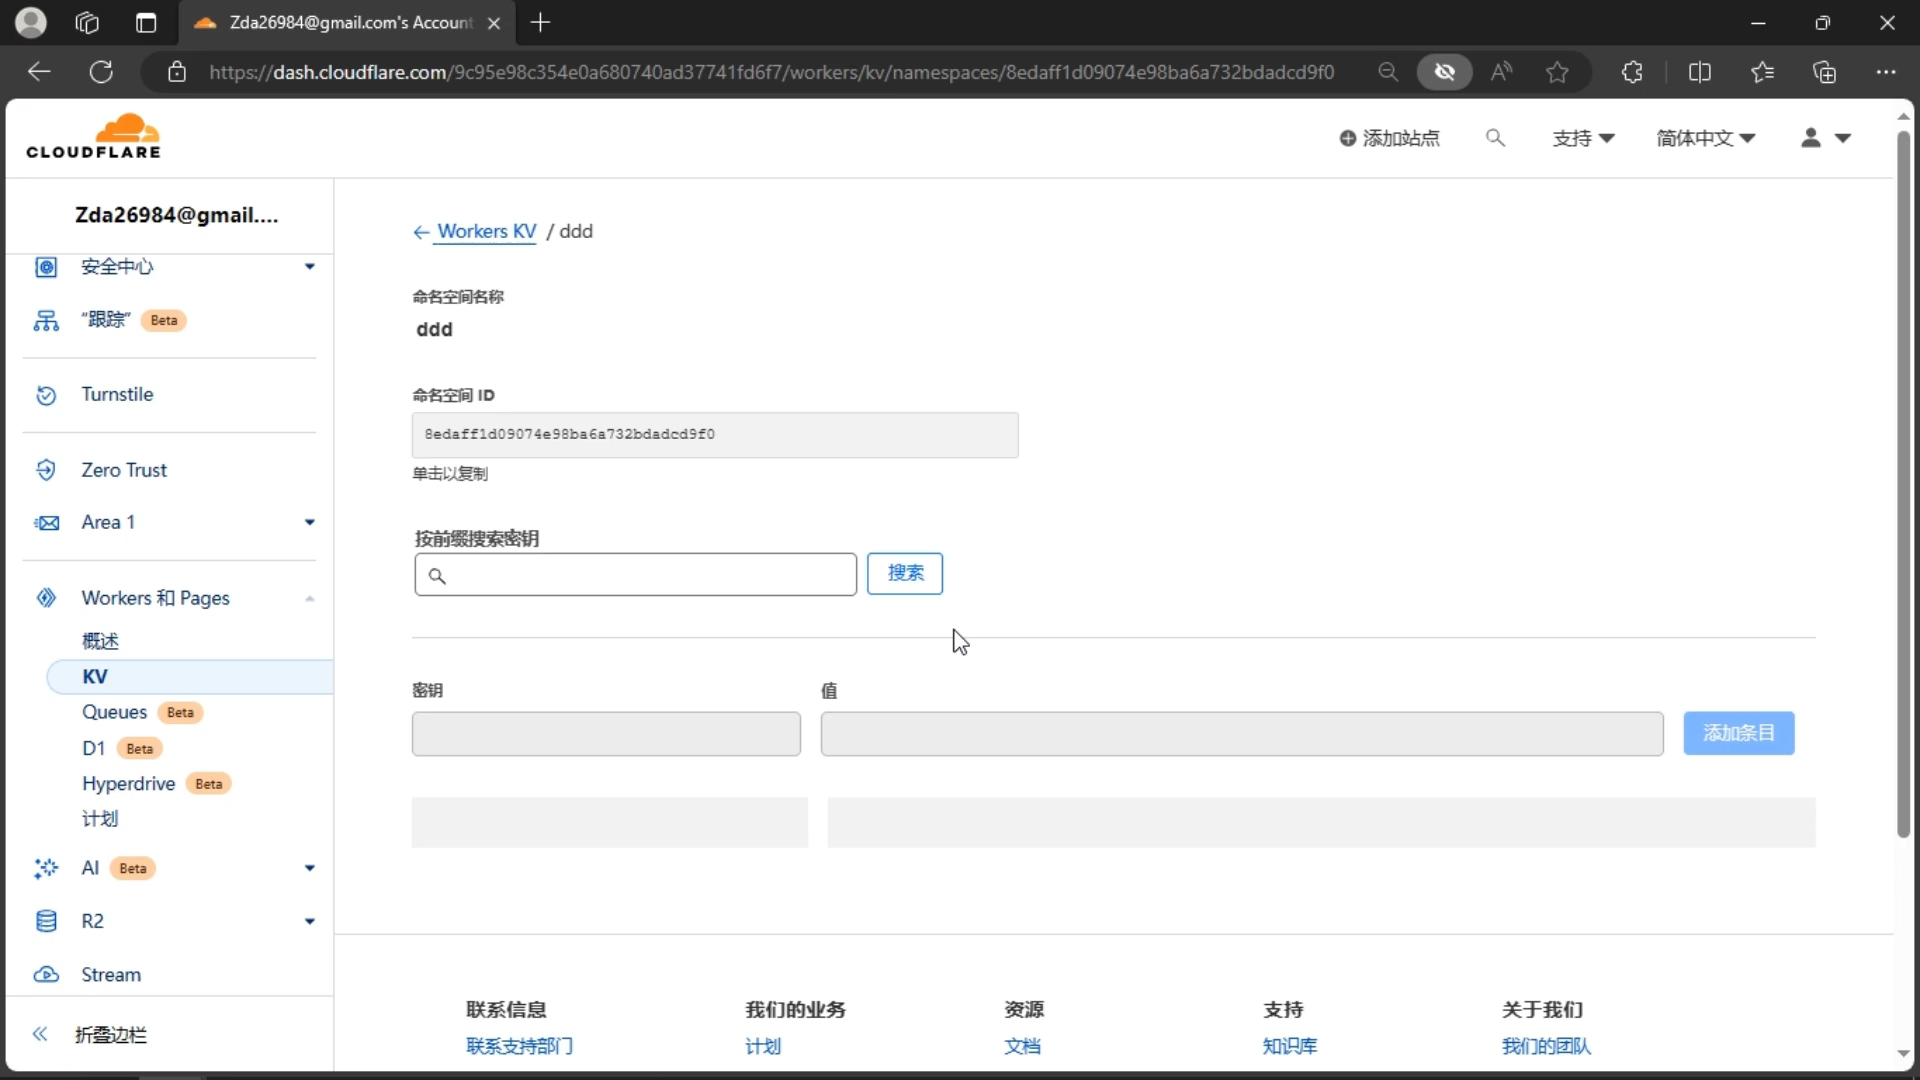 Zda26984@gmail.com's Account
https://dash.cloudflare.com/9c95e98c354e0a680740ad37741fd6f7/workers/kv/namespaces/8edaff1d09074e98ba6a732bdadcd9f0
CLOUDFLARE
添加站点
支持
简体中文
Zda26984@gmail....
安全中心
“跟踪” Beta
Turnstile
Zero Trust
Area 1
Workers 和 Pages
概述
KV
Queues Beta
D1 Beta
Hyperdrive Beta
计划
AI Beta
R2
Stream
折叠边栏
← Workers KV / ddd
命名空间名称
ddd
命名空间 ID
8edaff1d09074e98ba6a732bdadcd9f0
单击以复制
按前缀搜索密钥
搜索
密钥 值
添加条目
联系信息 我们的业务 资源 支持 关于我们
联系支持部门 计划 文档 知识库 我们的团队